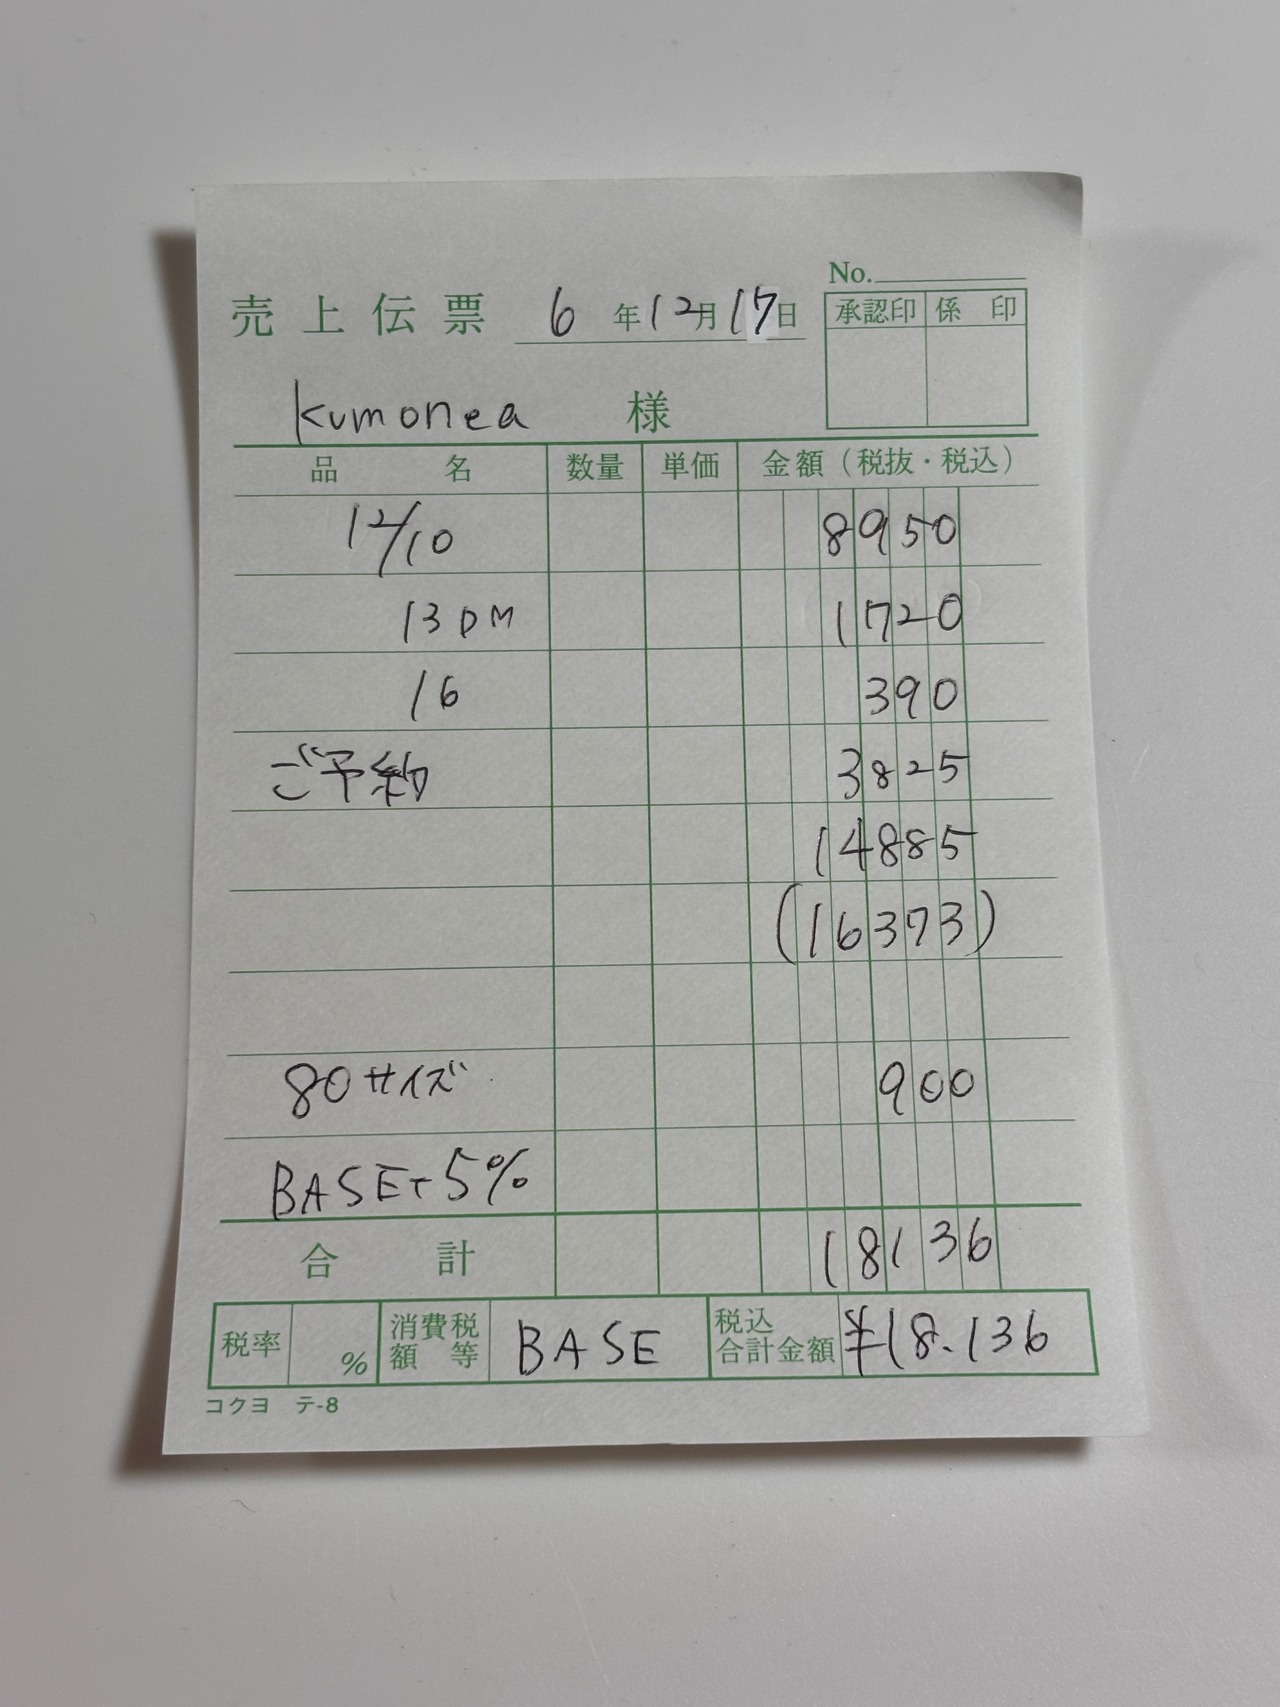 No.
売上伝票 6年12月17日
承認印 係印
kumonea 様
品名 数量 単価 金額(税抜・税込)
12/10 8950
13DM 1720
16 390
ご予約 3825
14885
(16373)
80サイズ 900
BASE+5%
合計 18136
税率 % 消費税額等 BASE 税込合計金額 ¥18.136
コクヨ テ-8